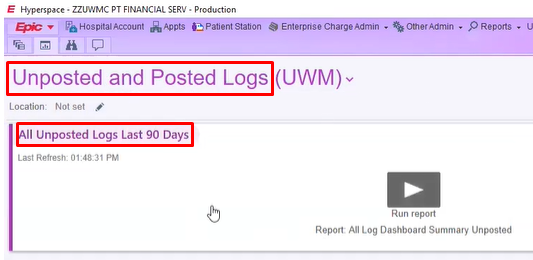 Hyperspace - ZZUWMC PT FINANCIAL SERV - Production
Epic Hospital Account Appts Patient Station Enterprise Charge Admin Other Admin Reports U
Unposted and Posted Logs (UWM)
Location: Not set
All Unposted Logs Last 90 Days
Last Refresh: 01:48:31 PM
Run report
Report: All Log Dashboard Summary Unposted